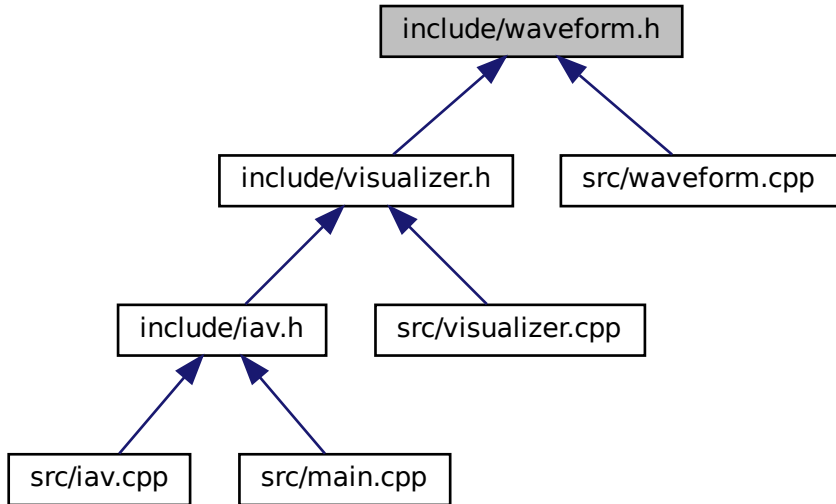 include/waveform.h
include/visualizer.h
src/waveform.cpp
include/iav.h
src/visualizer.cpp
src/iav.cpp
src/main.cpp